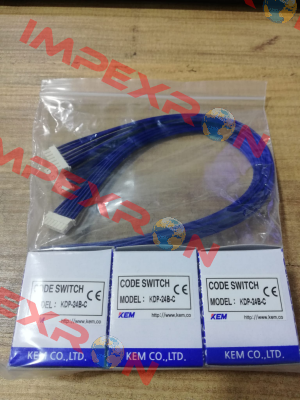 IMPEXRON
IMPEXRON
IMPEXRON
CODE SWITCH CE
MODEL : KDP-24B-C
KEM http://www.kem.co
KEM CO.,LTD.
CODE SWITCH CE
MODEL : KDP-24B-C
KEM http://www.kem.co
KEM CO.,LTD.
CODE SWITCH CE
MODEL : KDP-24B-C
KEM http://www.kem.co
KEM CO.,LTD.